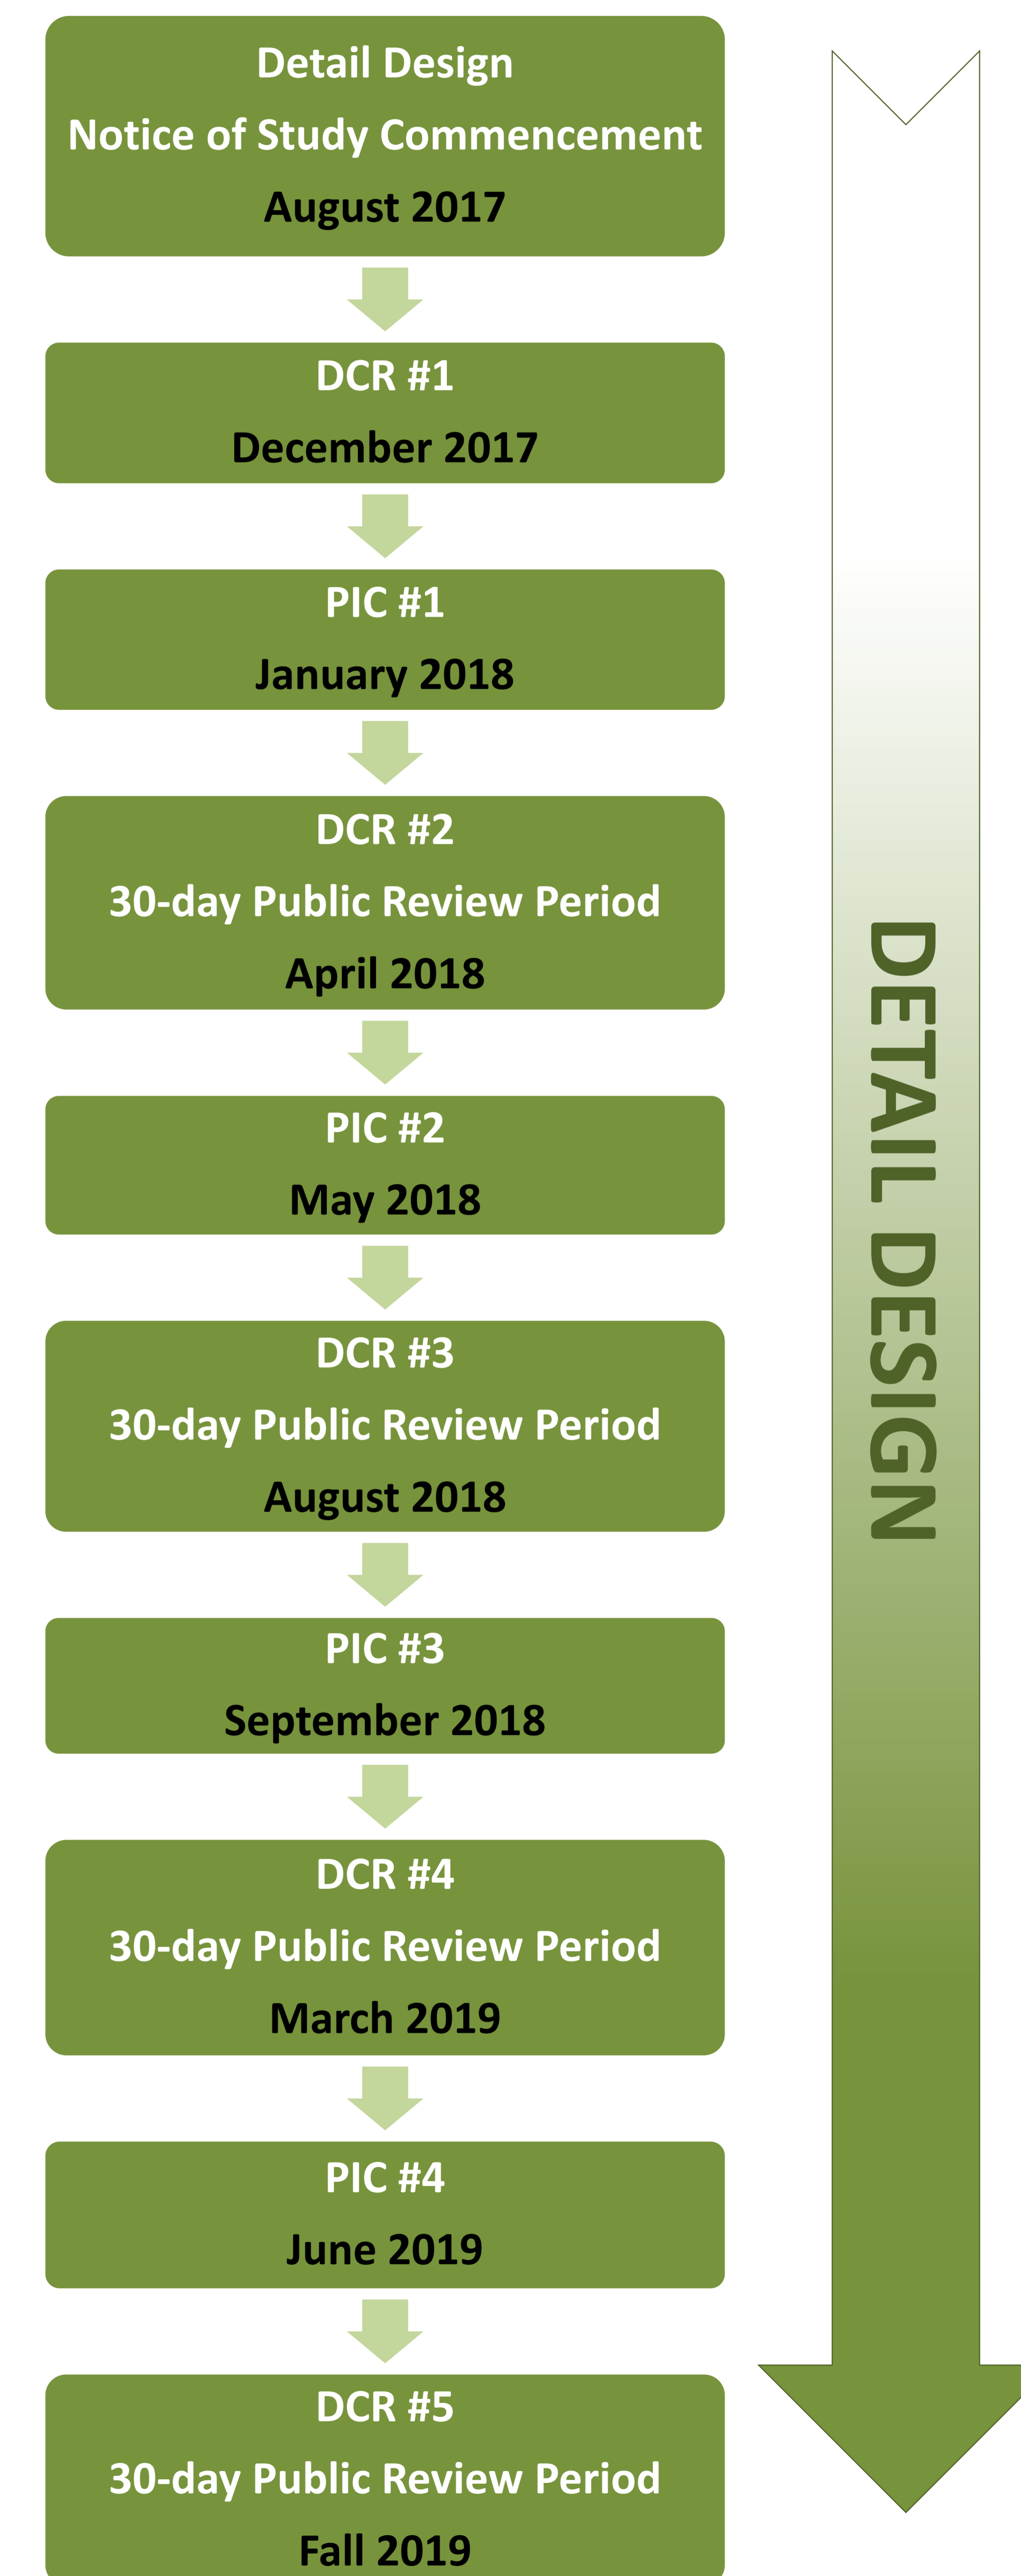 Detail Design
Notice of Study Commencement
August 2017
DCR #1
December 2017
PIC #1
January 2018
DCR #2
30-day Public Review Period
April 2018
PIC #2
May 2018
DCR #3
30-day Public Review Period
August 2018
PIC #3
September 2018
DCR #4
30-day Public Review Period
March 2019
PIC #4
June 2019
DCR #5
30-day Public Review Period
Fall 2019
DETAIL DESIGN